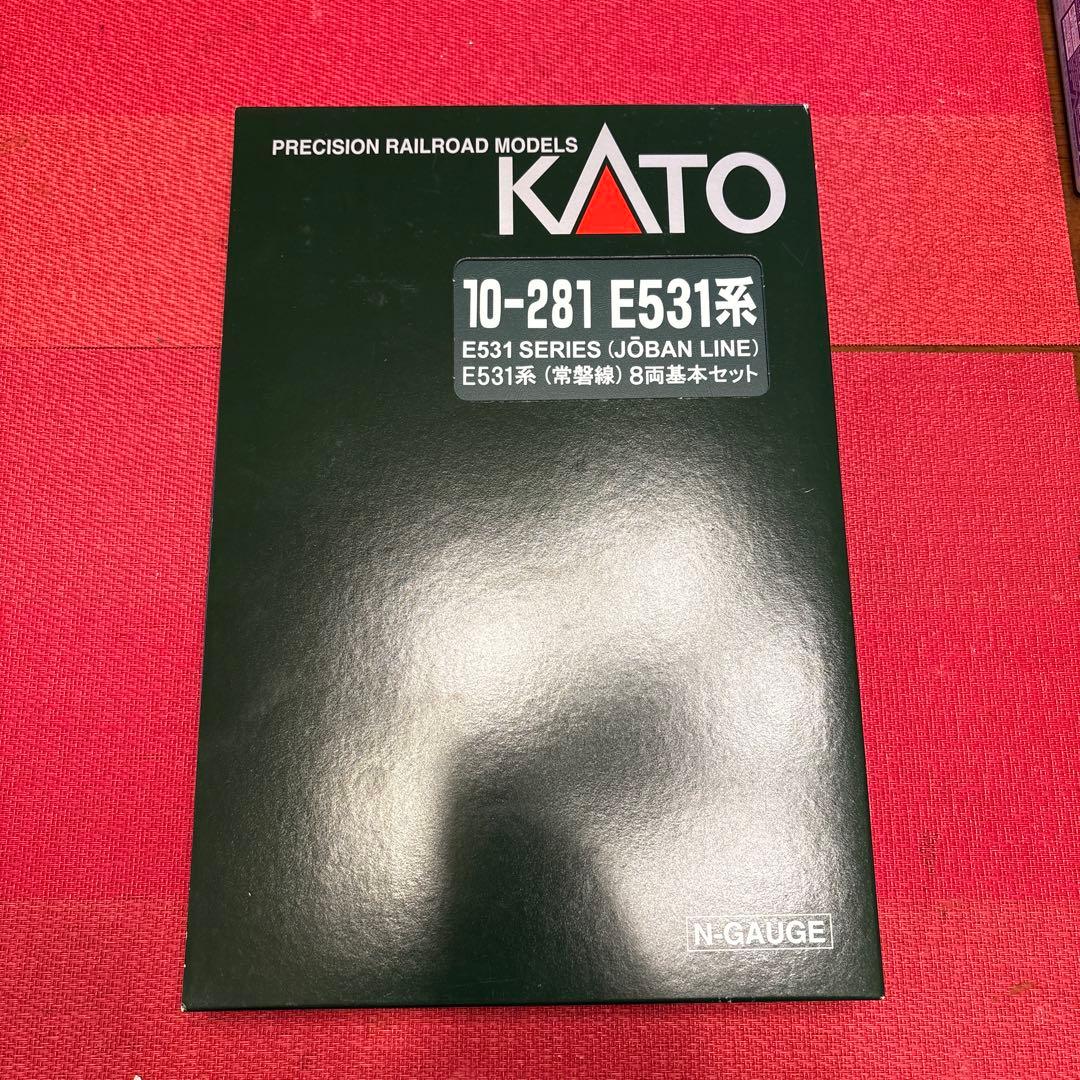 PRECISION RAILROAD MODELS
KATO
10-281 E531系
E531 SERIES (JŌBAN LINE)
E531系 (常磐線) 8両基本セット
N-GAUGE